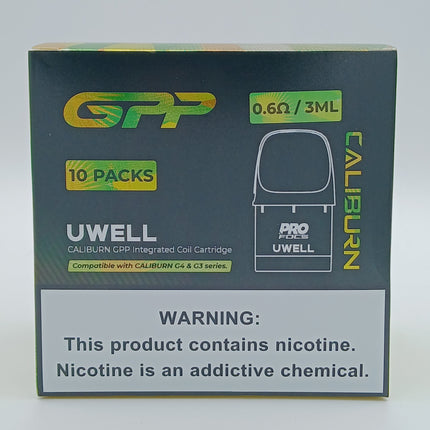 GPP
0.6Ω / 3ML
10 PACKS
CALIBURN
UWELL
CALIBURN GPP Integrated Coil Cartridge
Compatible with CALIBURN G4 & G3 series.
PRO
FOCS
UWELL
WARNING:
This product contains nicotine.
Nicotine is an addictive chemical.